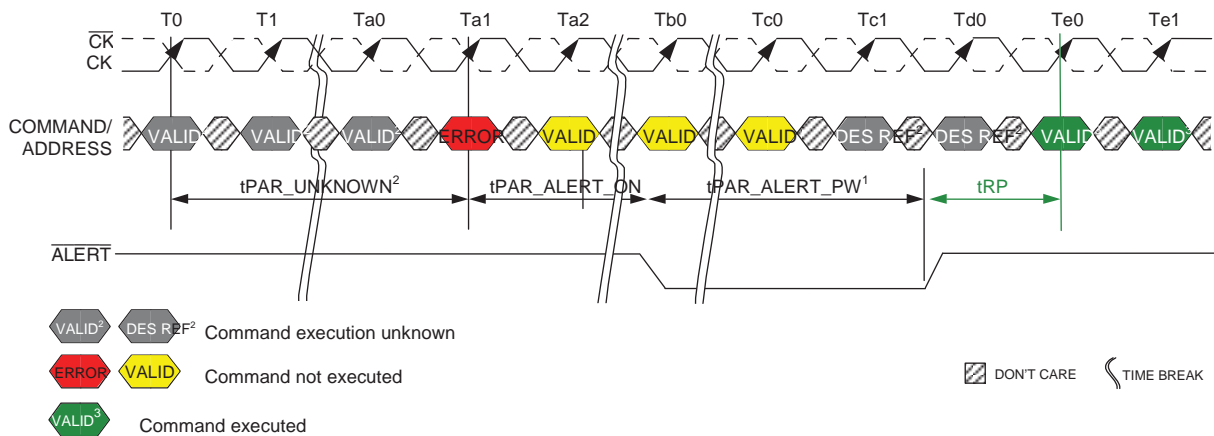 T0 T1 Ta0 Ta1 Ta2 Tb0 Tc0 Tc1 Td0 Te0 Te1
CK
CK
COMMAND/
ADDRESS
VALID VALID VALID² ERROR VALID VALID VALID DES REF² DES REF² VALID VALID³
tPAR_UNKNOWN² tPAR_ALERT_ON tPAR_ALERT_PW¹ tRP
ALERT
VALID² DES REF² Command execution unknown
ERROR VALID Command not executed
DON'T CARE TIME BREAK
VALID³ Command executed